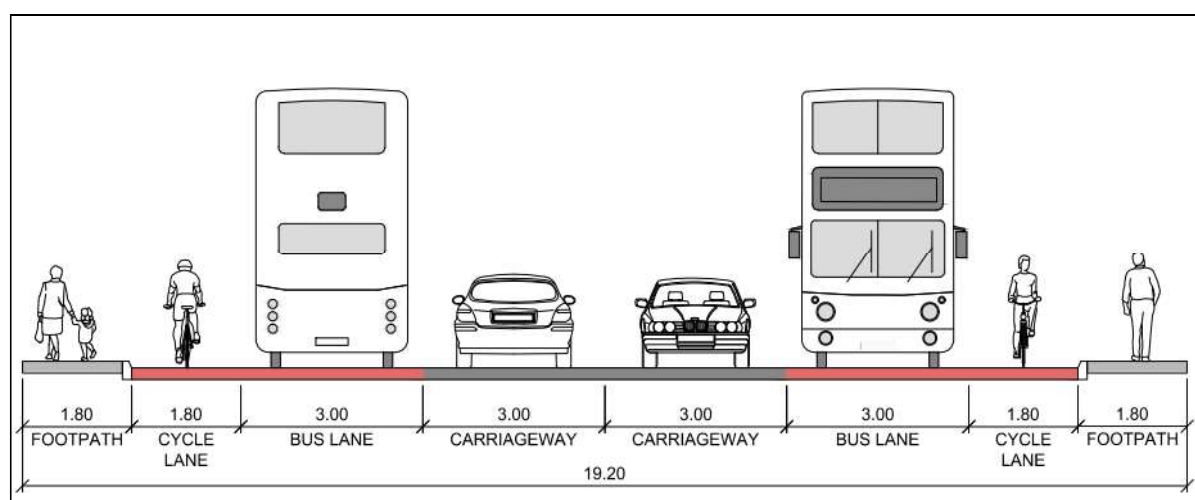 1.80 1.80 3.00 3.00 3.00 3.00 1.80 1.80
FOOTPATH CYCLE LANE BUS LANE CARRIAGEWAY CARRIAGEWAY BUS LANE CYCLE LANE FOOTPATH
19.20